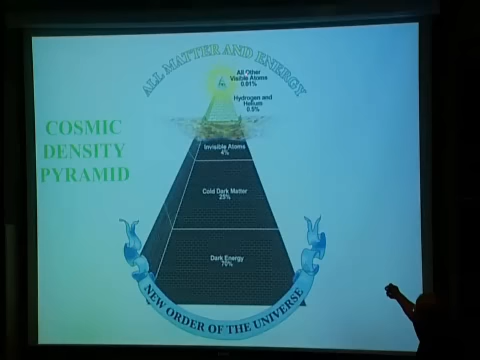 ALL MATTER AND ENERGY
All Other
Visible Atoms
0.01%
Hydrogen and
Helium
0.5%
COSMIC
DENSITY
PYRAMID
Invisible Atoms
4%
Cold Dark Matter
25%
Dark Energy
70%
NEW ORDER OF THE UNIVERSE